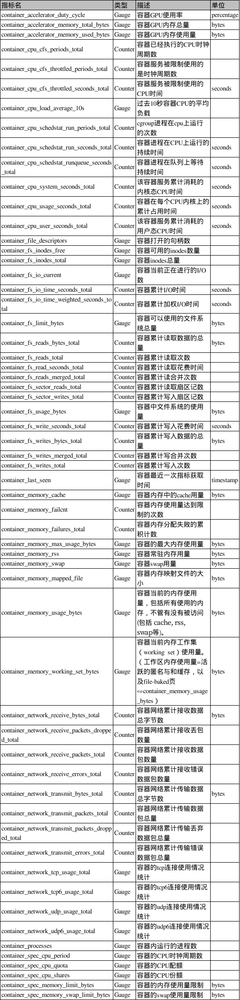 指标名 类型 描述 单位
container_accelerator_duty_cycle Gauge 容器GPU使用率 percentage
container_accelerator_memory_total_bytes Gauge 容器GPU内存总量 bytes
container_accelerator_memory_used_bytes Gauge 容器GPU内存使用量 bytes
container_cpu_cfs_periods_total Counter 容器已经执行的CPU时钟
周期数
container_cpu_cfs_throttled_periods_total Counter 容器服务被限制使用的
是时钟周期数
container_cpu_cfs_throttled_seconds_total Counter 容器服务被限制使用的
CPU时间 seconds
container_cpu_load_average_10s Gauge 过去10秒容器CPU的平均
负载
container_cpu_schedstat_run_periods_total Counter cgroup进程在cpu上运行
的次数
container_cpu_schedstat_run_seconds_total Counter 容器进程在CPU上运行的
持续时间 seconds
container_cpu_schedstat_runqueue_seconds
_total Counter 容器进程在队列上等待
持续时间 seconds
container_cpu_system_seconds_total Counter 该容器服务累计消耗的
内核态CPU时间 seconds
container_cpu_usage_seconds_total Counter 容器在每个CPU内核上的
累计占用时间 seconds
container_cpu_user_seconds_total Counter 该容器服务累计消耗的
用户态CPU时间 seconds
container_file_descriptors Gauge 容器打开的句柄数
container_fs_inodes_free Gauge 容器可用的inodes数量
container_fs_inodes_total Gauge 容器inodes总量
container_fs_io_current Gauge 容器当前正在进行的I/O
数
container_fs_io_time_seconds_total Counter 容器累计I/O时间 seconds
container_fs_io_time_weighted_seconds_to
tal Counter 容器累计加权I/O时间 seconds
container_fs_limit_bytes Gauge 容器可以使用的文件系
统总量 bytes
container_fs_reads_bytes_total Counter 容器累计读取数据的总
量 bytes
container_fs_reads_total Counter 容器累计读取次数
container_fs_read_seconds_total Counter 容器累计读取花费时间
container_fs_reads_merged_total Counter 容器累计读合并次数
container_fs_sector_reads_total Counter 容器累计读取扇区记数
container_fs_sector_writes_total Counter 容器累计写入扇区记数
container_fs_usage_bytes Gauge 容器中文件系统的使用
量 bytes
container_fs_write_seconds_total Counter 容器累计写入花费时间 seconds
container_fs_writes_bytes_total Counter 容器累计写入数据的总
量 bytes
container_fs_writes_merged_total Counter 容器累计写合并次数
container_fs_writes_total Counter 容器累计写入次数
container_last_seen Gauge 容器最近一次指标获取
时间 timestamp
container_memory_cache Gauge 容器内存中的cache用量 bytes
container_memory_failcnt Counter 容器内存使用量达到限
制的次数
container_memory_failures_total Counter 容器内存分配失败的累
积计数
container_memory_max_usage_bytes Gauge 容器的最大内存使用量 bytes
container_memory_rss Gauge 容器常驻内存用量 bytes
container_memory_swap Gauge 容器swap用量 bytes
container_memory_mapped_file Gauge 容器内存映射文件的大
小 bytes
container_memory_usage_bytes Gauge 容器当前的内存使用
量，包括所有使用的内
存，不管有没有被访问
(包括 cache, rss,
swap等)。 bytes
container_memory_working_set_bytes Gauge 容器当前内存工作集
（working set）使用量。
（工作区内存使用量=活
跃的匿名与和缓存，以
及file-baked页
<=container_memory_usage
_bytes） bytes
container_network_receive_bytes_total Counter 容器网络累计接收数据
总字节数 bytes
container_network_receive_packets_droppe
d_total Counter 容器网络累计接收丢包
数量
container_network_receive_packets_total Counter 容器网络累计接收数据
包数量
container_network_receive_errors_total Counter 容器网络累计接收错误
数据包数量
container_network_transmit_bytes_total Counter 容器网络累计传输数据
总字节数 bytes
container_network_transmit_packets_total Counter 容器网络累计传输数据
包总量
container_network_transmit_packets_dropp
ed_total Counter 容器网络累计传输丢弃
数据包总量
container_network_transmit_errors_total Counter 容器网络累计传输错误
数据包总量
container_network_tcp_usage_total Gauge 容器的tcp连接使用情况
统计
container_network_tcp6_usage_total Gauge 容器的tcp6连接使用情况
统计
container_network_udp_usage_total Gauge 容器的udp连接使用情况
统计
container_network_udp6_usage_total Gauge 容器的udp6连接使用情况
统计
container_processes Gauge 容器内运行的进程数
container_spec_cpu_period Gauge 容器的CPU时钟周期数
container_spec_cpu_quota Gauge 容器的CPU配额
container_spec_cpu_shares Gauge 容器的CPU份额
container_spec_memory_limit_bytes Gauge 容器的内存使用量限制 bytes
container_spec_memory_swap_limit_bytes Gauge 容器的swap使用量限制 bytes